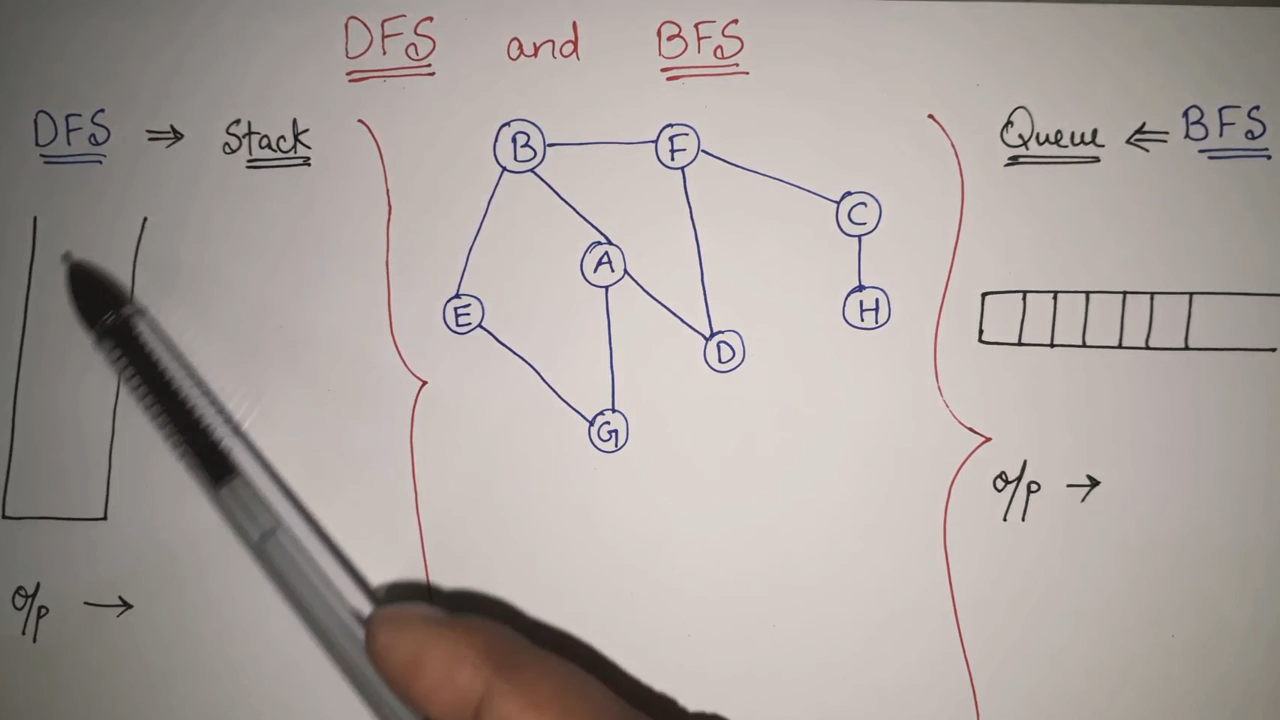 DFS and BFS
DFS ⇒ Stack
Queue ⇐ BFS
B
F
C
A
H
E
D
G
o/p →
o/p →